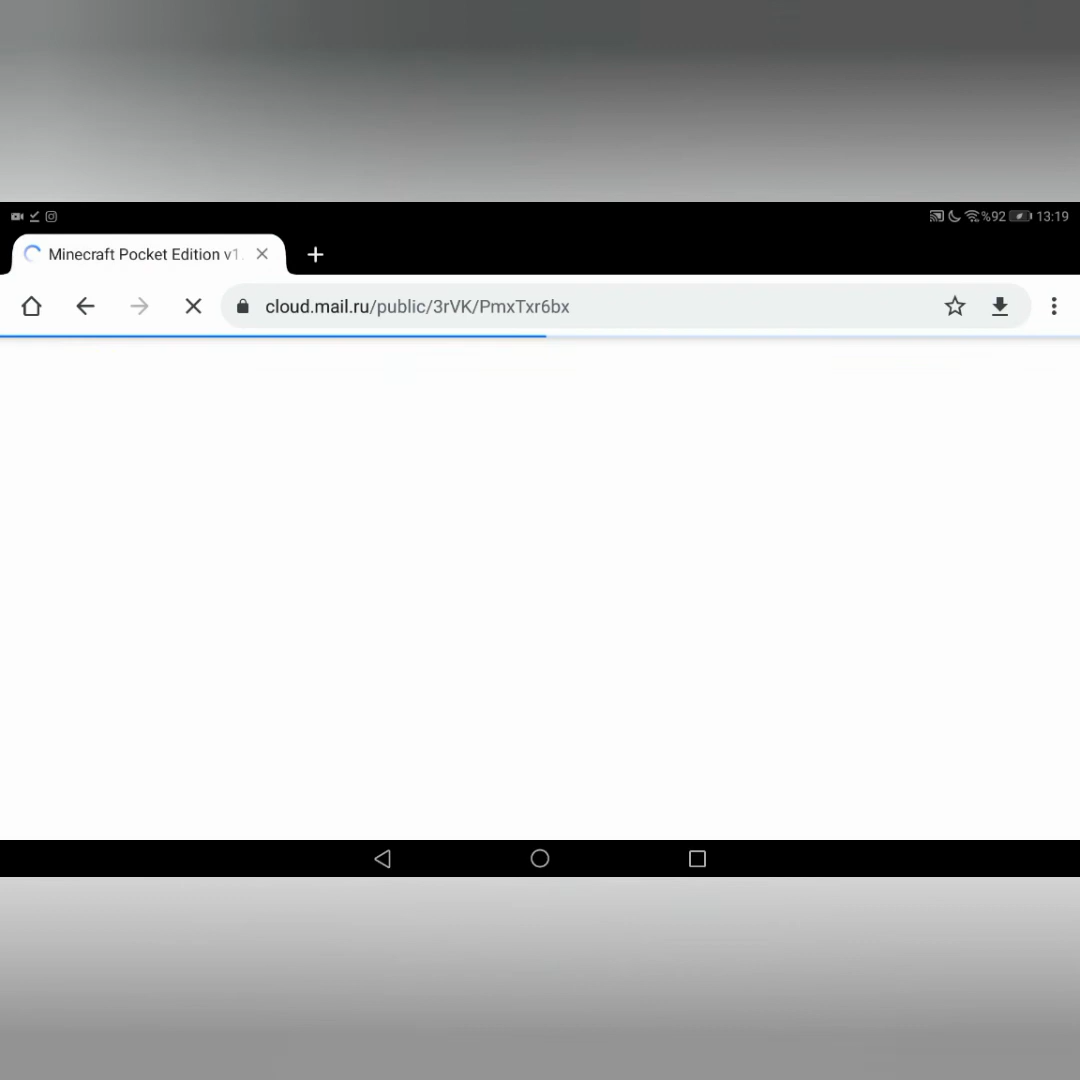 %92 13:19
Minecraft Pocket Edition v1.
cloud.mail.ru/public/3rVK/PmxTxr6bx